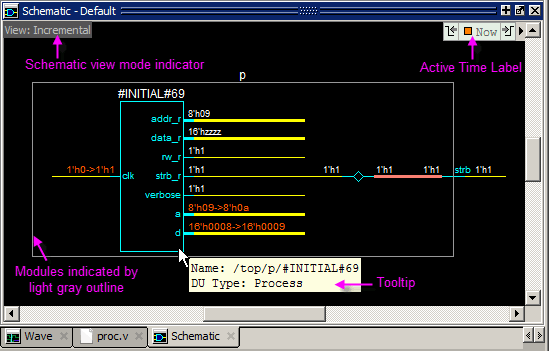 Schematic - Default
View: Incremental
Now
Schematic view mode indicator
Active Time Label
p
#INITIAL#69
addr_r 8'h09
data_r 16'hzzzz
rw_r 1'h1
1'h0->1'h1 clk strb_r 1'h1 1'h1 1'h1 1'h1 strb 1'h1
verbose 1'h1
a 8'h09->8'h0a
d 16'h0008->16'h0009
Modules indicated by
light gray outline
Name: /top/p/#INITIAL#69
DU Type: Process
Tooltip
Wave proc.v Schematic